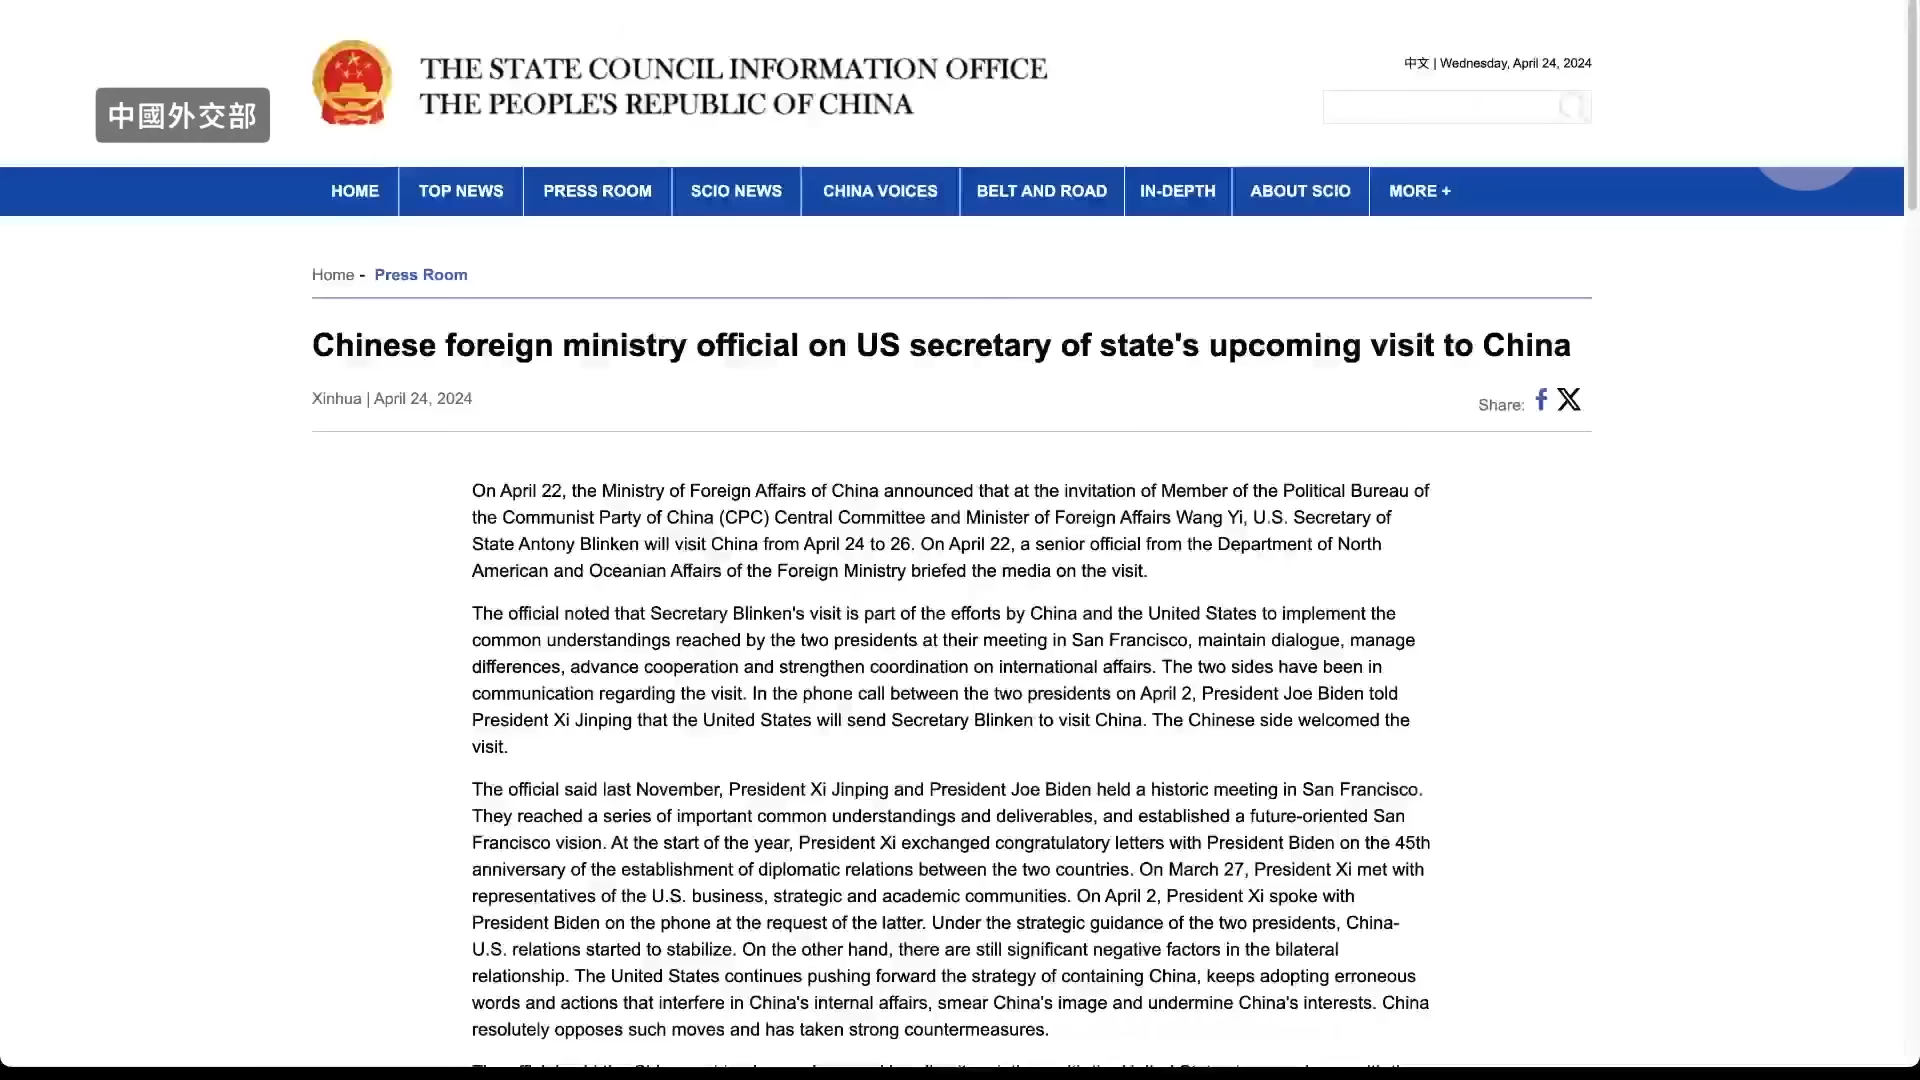 中國外交部
THE STATE COUNCIL INFORMATION OFFICE
THE PEOPLE'S REPUBLIC OF CHINA
中文 | Wednesday, April 24, 2024
HOME TOP NEWS PRESS ROOM SCIO NEWS CHINA VOICES BELT AND ROAD IN-DEPTH ABOUT SCIO MORE +
Home - Press Room
Chinese foreign ministry official on US secretary of state's upcoming visit to China
Xinhua | April 24, 2024
Share:
On April 22, the Ministry of Foreign Affairs of China announced that at the invitation of Member of the Political Bureau of
the Communist Party of China (CPC) Central Committee and Minister of Foreign Affairs Wang Yi, U.S. Secretary of
State Antony Blinken will visit China from April 24 to 26. On April 22, a senior official from the Department of North
American and Oceanian Affairs of the Foreign Ministry briefed the media on the visit.
The official noted that Secretary Blinken's visit is part of the efforts by China and the United States to implement the
common understandings reached by the two presidents at their meeting in San Francisco, maintain dialogue, manage
differences, advance cooperation and strengthen coordination on international affairs. The two sides have been in
communication regarding the visit. In the phone call between the two presidents on April 2, President Joe Biden told
President Xi Jinping that the United States will send Secretary Blinken to visit China. The Chinese side welcomed the
visit.
The official said last November, President Xi Jinping and President Joe Biden held a historic meeting in San Francisco.
They reached a series of important common understandings and deliverables, and established a future-oriented San
Francisco vision. At the start of the year, President Xi exchanged congratulatory letters with President Biden on the 45th
anniversary of the establishment of diplomatic relations between the two countries. On March 27, President Xi met with
representatives of the U.S. business, strategic and academic communities. On April 2, President Xi spoke with
President Biden on the phone at the request of the latter. Under the strategic guidance of the two presidents, China-
U.S. relations started to stabilize. On the other hand, there are still significant negative factors in the bilateral
relationship. The United States continues pushing forward the strategy of containing China, keeps adopting erroneous
words and actions that interfere in China's internal affairs, smear China's image and undermine China's interests. China
resolutely opposes such moves and has taken strong countermeasures.